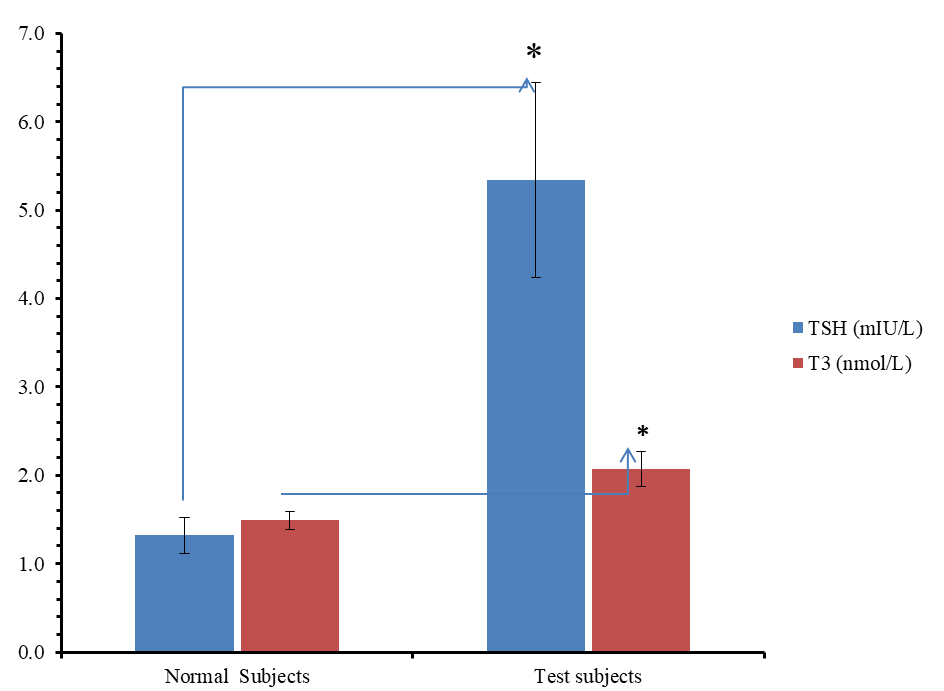 7.0
6.0
5.0
4.0
3.0
2.0
1.0
0.0
*
*
Normal  Subjects
Test subjects
TSH (mIU/L)
T3 (nmol/L)